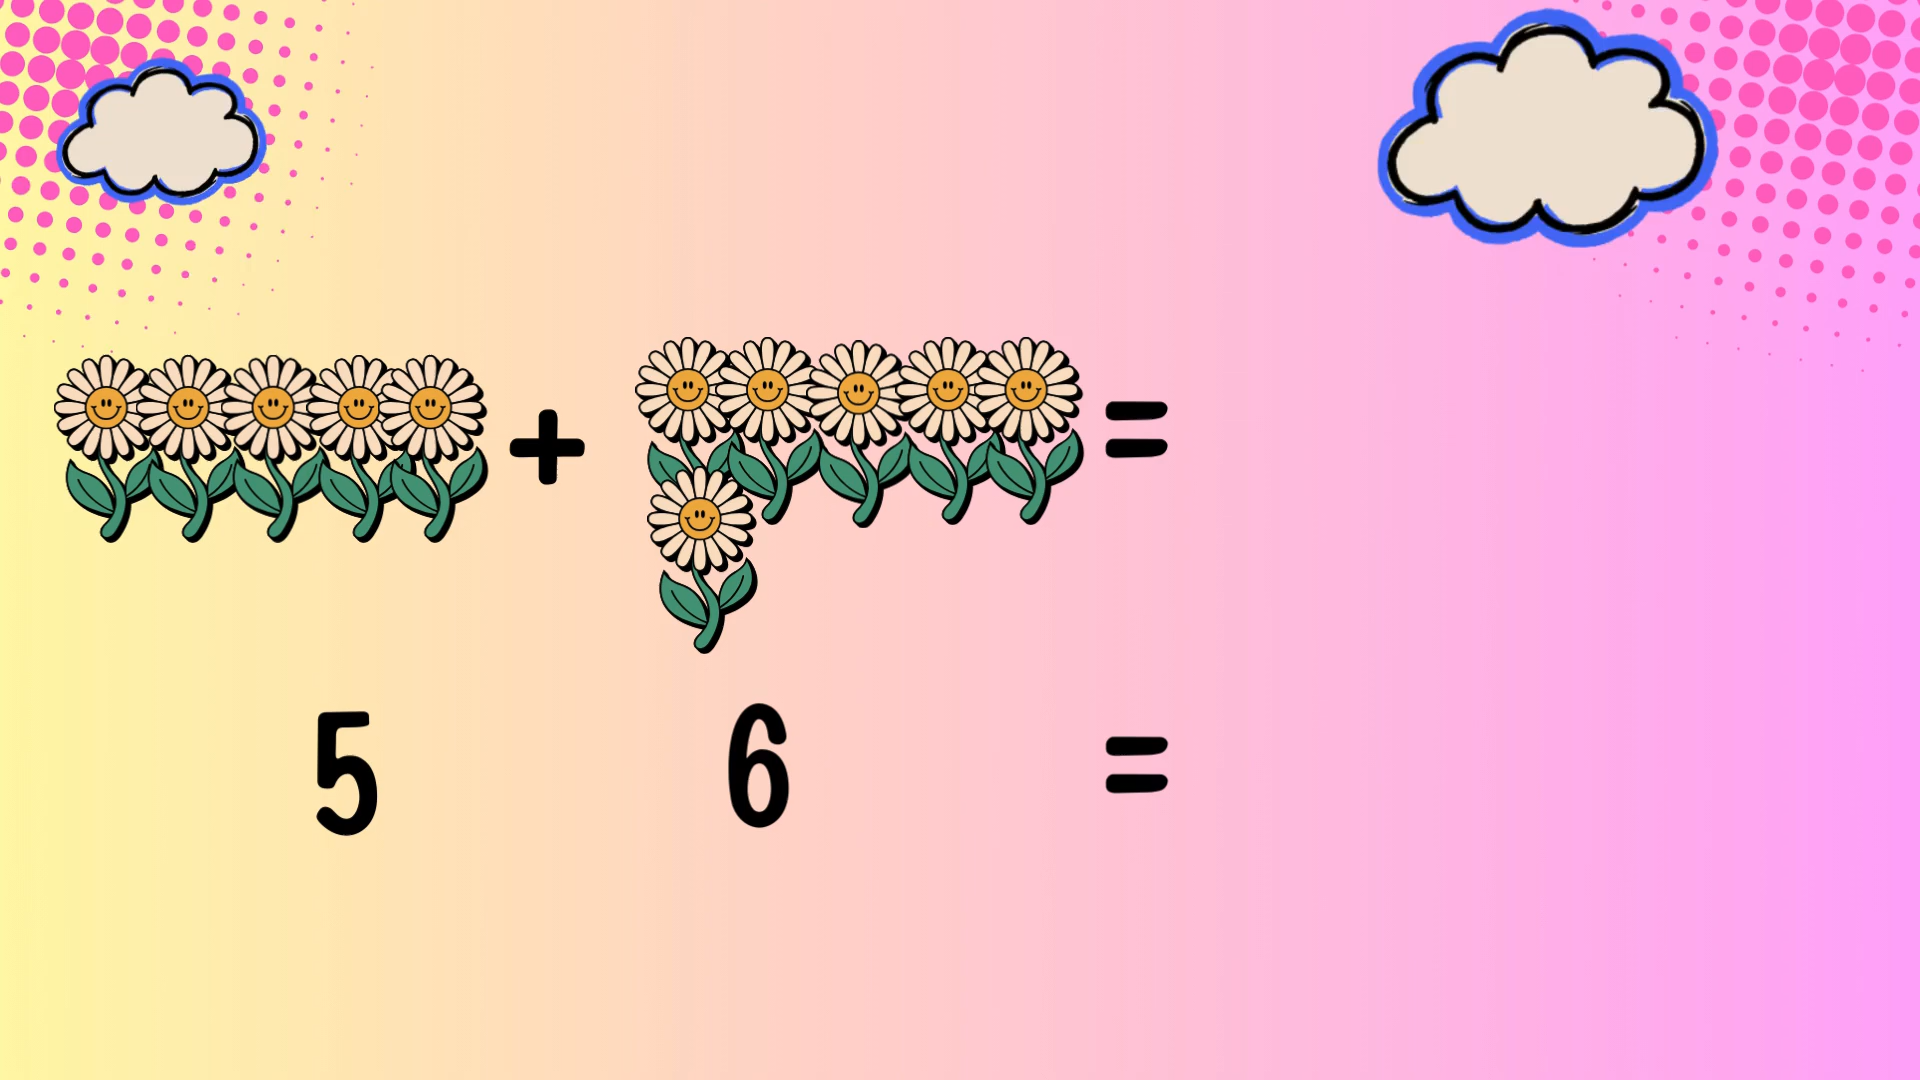 + =
5 6 =